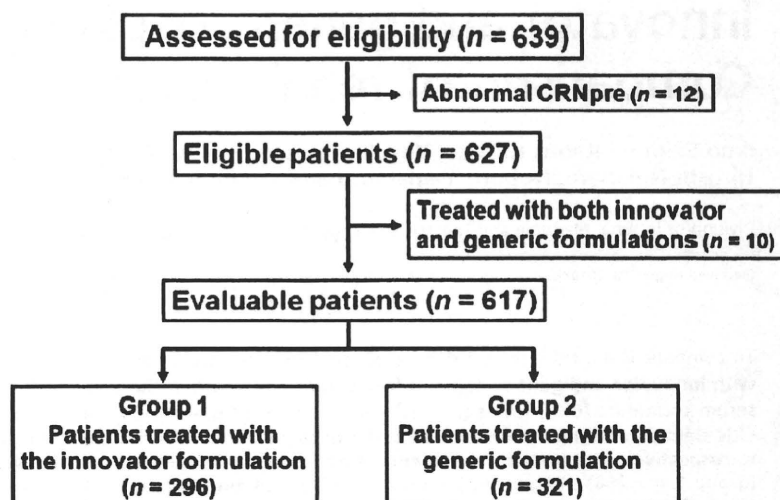 Assessed for eligibility (n = 639)
Abnormal CRNpre (n = 12)
Eligible patients (n = 627)
Treated with both innovator
and generic formulations (n = 10)
Evaluable patients (n = 617)
Group 1
Patients treated with
the innovator formulation
(n = 296)
Group 2
Patients treated with the
generic formulation
(n = 321)